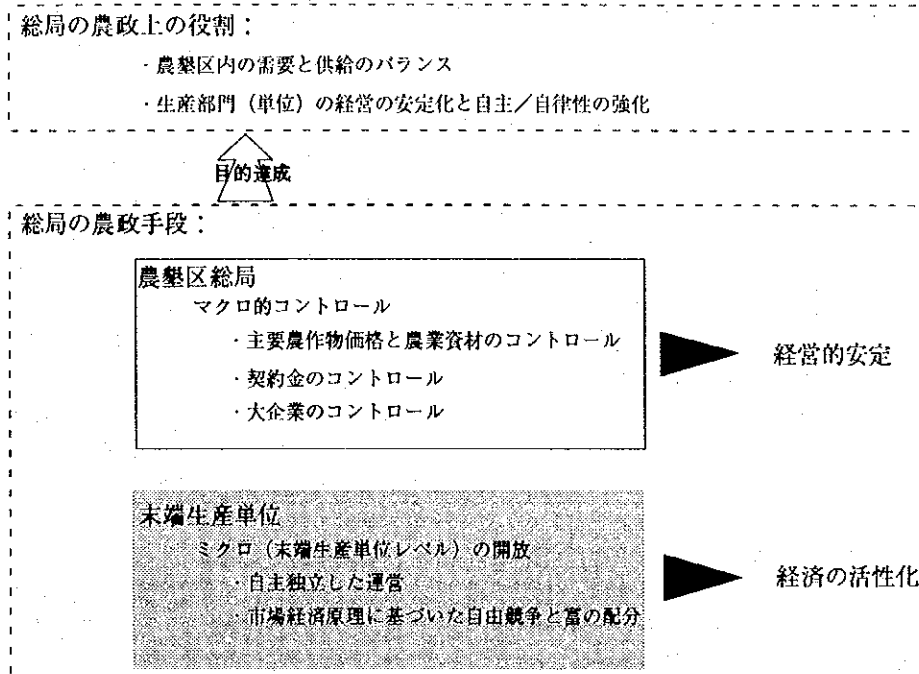 総局の農政上の役割：
・農墾区内の需要と供給のバランス
・生産部門（単位）の経営の安定化と自主／自律性の強化
目的達成
総局の農政手段：
農墾区総局
マクロ的コントロール
・主要農作物価格と農業資材のコントロール
・契約金のコントロール
・大企業のコントロール
経営的安定
末端生産単位
ミクロ（末端生産単位レベル）の開放
・自主独立した運営
・市場経済原理に基づいた自由競争と富の配分
経済の活性化